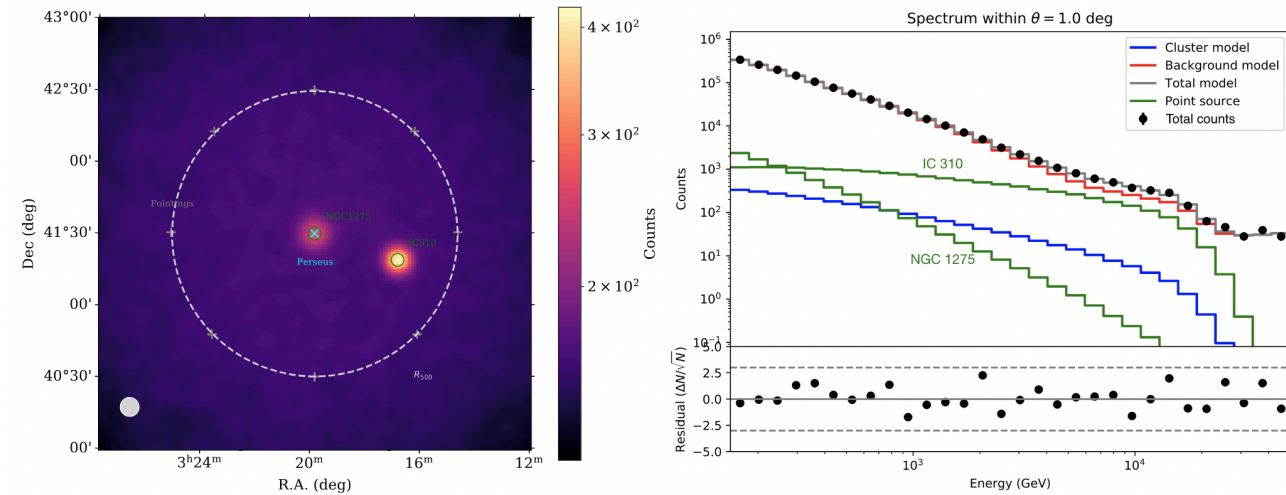 43°00'
42°30'
00'
41°30'
00'
40°30'
00'
Dec (deg)
3ʰ24ᵐ
20ᵐ
16ᵐ
12ᵐ
R.A. (deg)
Pointings
NGC1275
IC310
Perseus
R₅₀₀
4 × 10²
3 × 10²
2 × 10²
Counts
Spectrum within θ = 1.0 deg
Cluster model
Background model
Total model
Point source
Total counts
IC 310
NGC 1275
10⁶
10⁵
10⁴
10³
10²
10¹
10⁰
10⁻¹
Counts
5.0
2.5
0.0
−2.5
−5.0
Residual (ΔN/√N)
10³
10⁴
Energy (GeV)